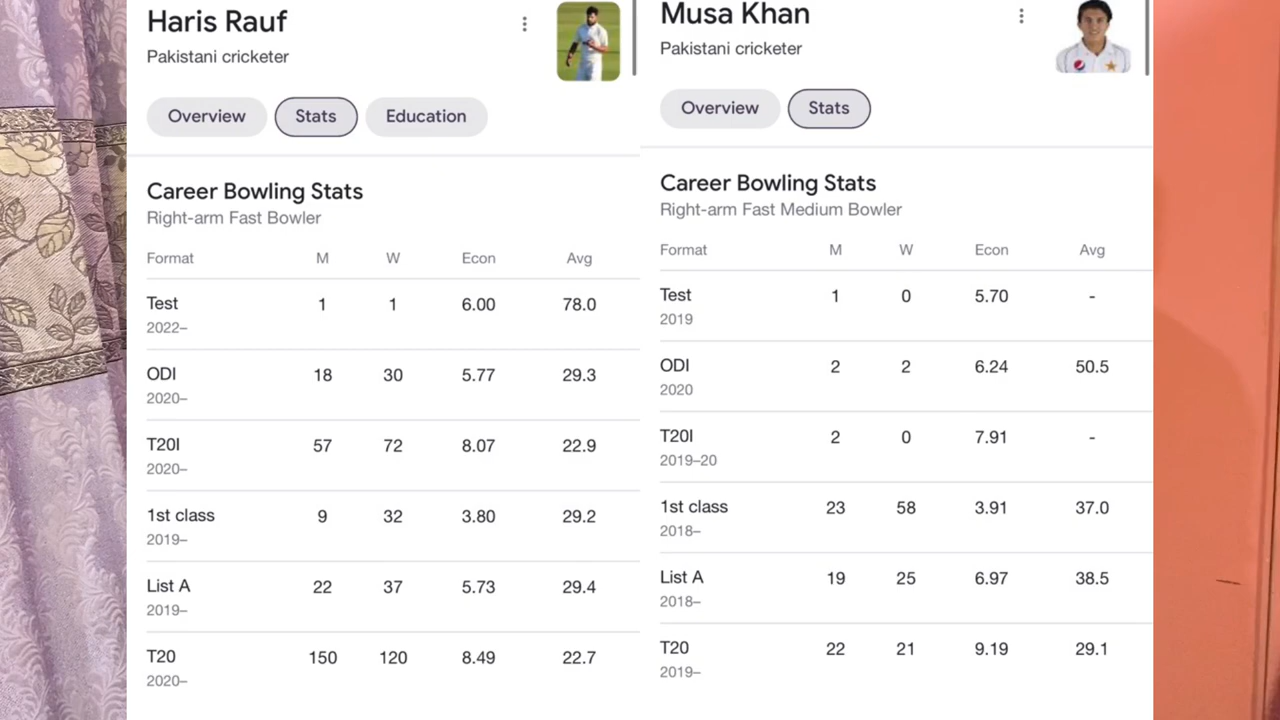 Haris Rauf
Pakistani cricketer
Overview Stats Education
Career Bowling Stats
Right-arm Fast Bowler
Format M W Econ Avg
Test 1 1 6.00 78.0
2022–
ODI 18 30 5.77 29.3
2020–
T20I 57 72 8.07 22.9
2020–
1st class 9 32 3.80 29.2
2019–
List A 22 37 5.73 29.4
2019–
T20 150 120 8.49 22.7
2020–
Musa Khan
Pakistani cricketer
Overview Stats
Career Bowling Stats
Right-arm Fast Medium Bowler
Format M W Econ Avg
Test 1 0 5.70 -
2019
ODI 2 2 6.24 50.5
2020
T20I 2 0 7.91 -
2019–20
1st class 23 58 3.91 37.0
2018–
List A 19 25 6.97 38.5
2018–
T20 22 21 9.19 29.1
2019–